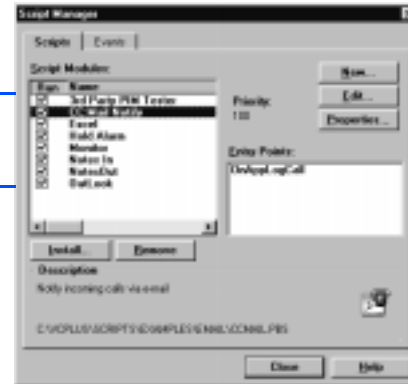 Script Manager
Scripts Events
Script Modules:
Run Name
3rd Party PIM Tester
CC Mail Notify
Excel
Hold Alarm
Monitor
Notes In
NotesOut
OutLook
Install...
Remove
Priority:
100
New...
Edit...
Properties...
Entry Points:
OnAppLogCall
Description
Notify incoming calls via e-mail
Close
Help